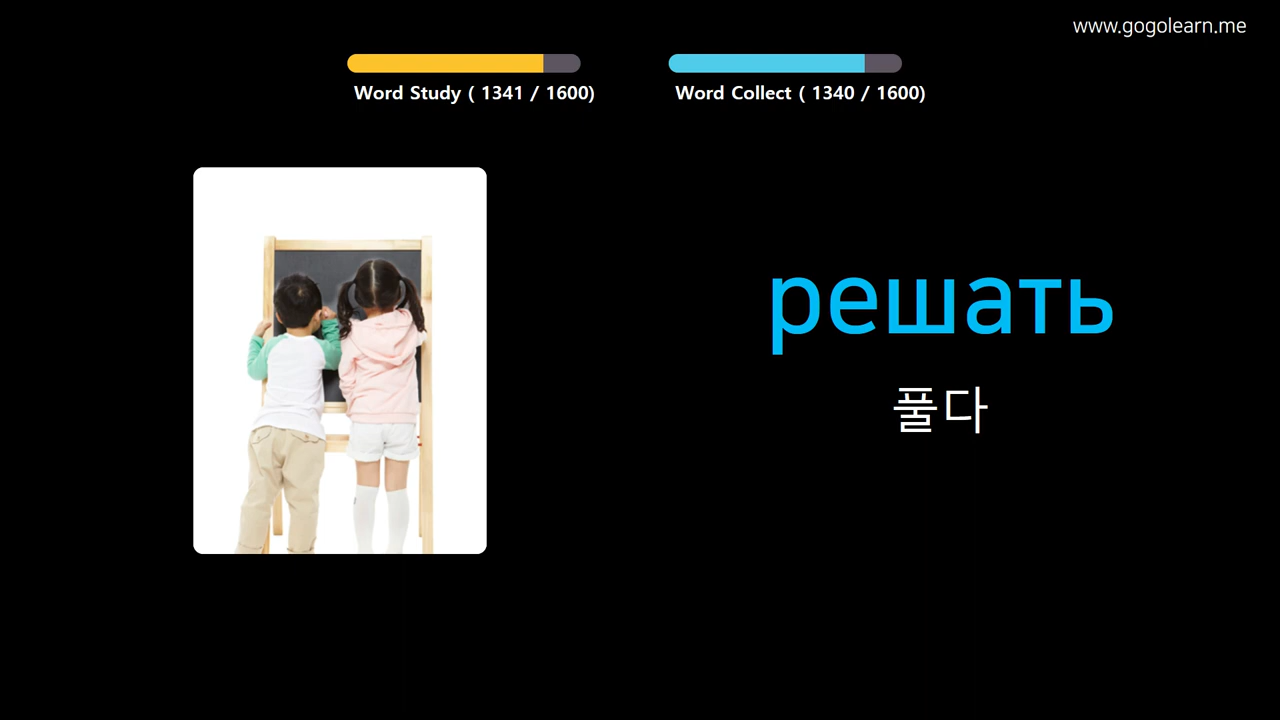 www.gogolearn.me
Word Study ( 1341 / 1600)
Word Collect ( 1340 / 1600)
решать
풀다